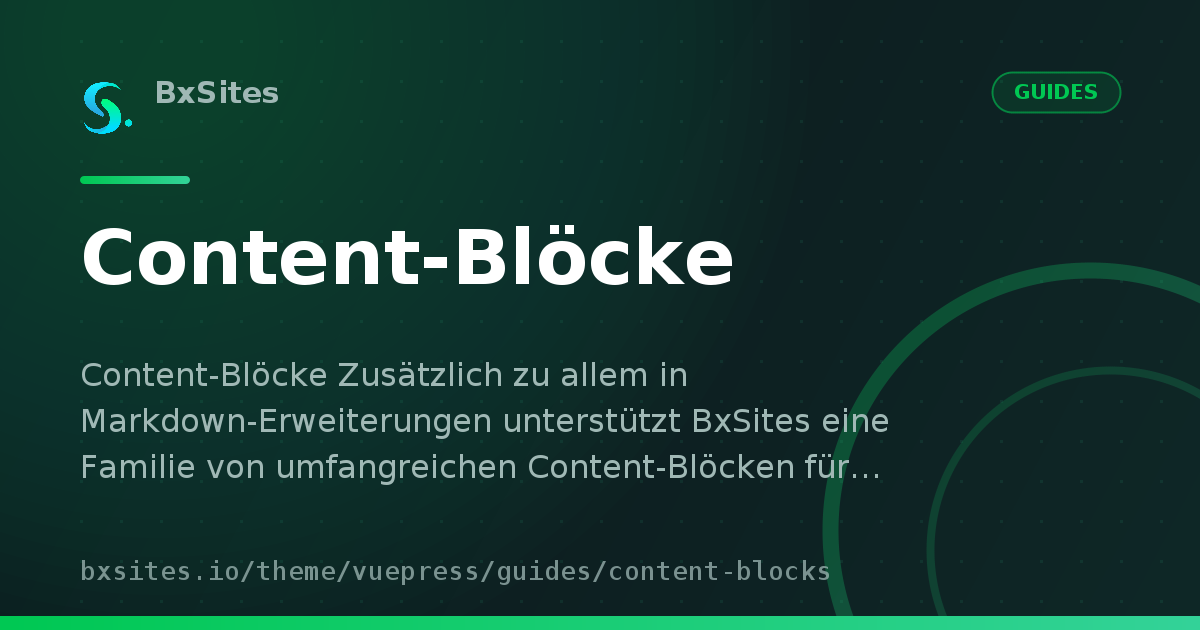 BxSites
GUIDES
Content-Blöcke
Content-Blöcke Zusätzlich zu allem in
Markdown-Erweiterungen unterstützt BxSites eine
Familie von umfangreichen Content-Blöcken für...
bxsites.io/theme/vuepress/guides/content-blocks